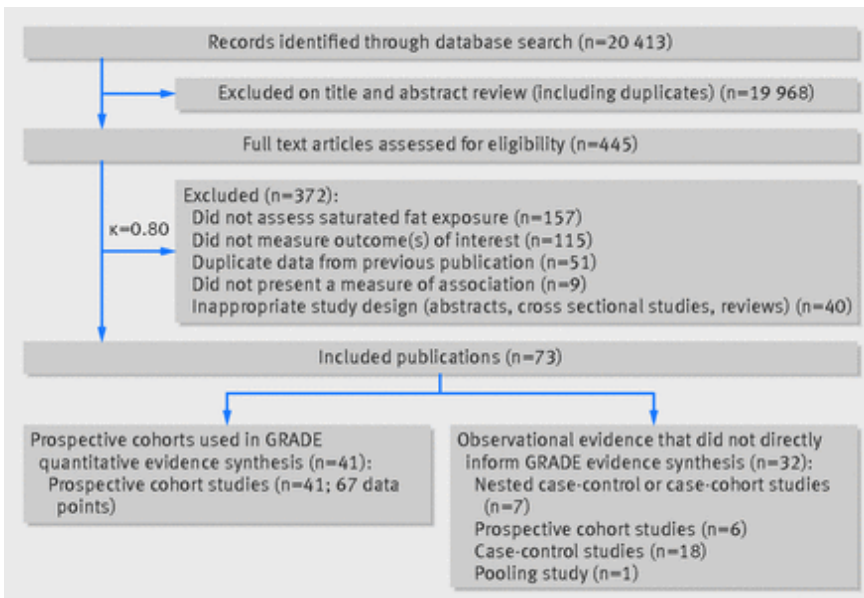 Records identified through database search (n=20 413)
Excluded on title and abstract review (including duplicates) (n=19 968)
Full text articles assessed for eligibility (n=445)
κ=0.80
Excluded (n=372):
Did not assess saturated fat exposure (n=157)
Did not measure outcome(s) of interest (n=115)
Duplicate data from previous publication (n=51)
Did not present a measure of association (n=9)
Inappropriate study design (abstracts, cross sectional studies, reviews) (n=40)
Included publications (n=73)
Prospective cohorts used in GRADE
quantitative evidence synthesis (n=41):
Prospective cohort studies (n=41; 67 data
points)
Observational evidence that did not directly
inform GRADE evidence synthesis (n=32):
Nested case-control or case-cohort studies
(n=7)
Prospective cohort studies (n=6)
Case-control studies (n=18)
Pooling study (n=1)